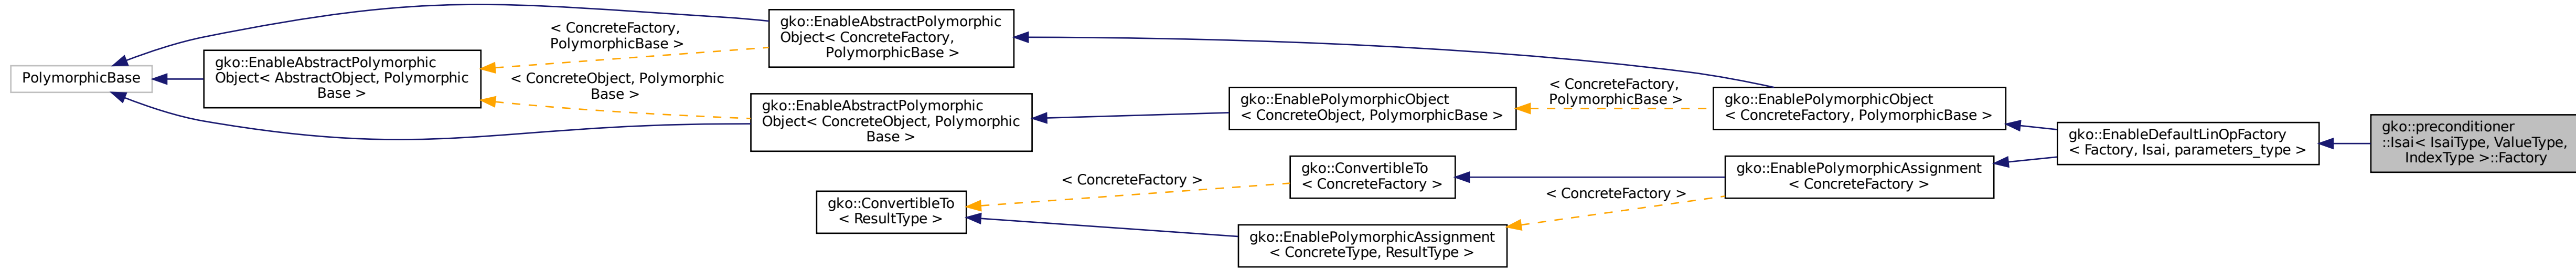 PolymorphicBase
gko::EnableAbstractPolymorphic
Object< AbstractObject, Polymorphic
Base >
< ConcreteFactory,
PolymorphicBase >
< ConcreteObject, Polymorphic
Base >
gko::EnableAbstractPolymorphic
Object< ConcreteFactory,
PolymorphicBase >
gko::EnableAbstractPolymorphic
Object< ConcreteObject, Polymorphic
Base >
gko::ConvertibleTo
< ResultType >
< ConcreteFactory >
gko::EnablePolymorphicObject
< ConcreteObject, PolymorphicBase >
gko::ConvertibleTo
< ConcreteFactory >
gko::EnablePolymorphicAssignment
< ConcreteType, ResultType >
< ConcreteFactory,
PolymorphicBase >
< ConcreteFactory >
gko::EnablePolymorphicObject
< ConcreteFactory, PolymorphicBase >
gko::EnablePolymorphicAssignment
< ConcreteFactory >
gko::EnableDefaultLinOpFactory
< Factory, Isai, parameters_type >
gko::preconditioner
::Isai< IsaiType, ValueType,
IndexType >::Factory